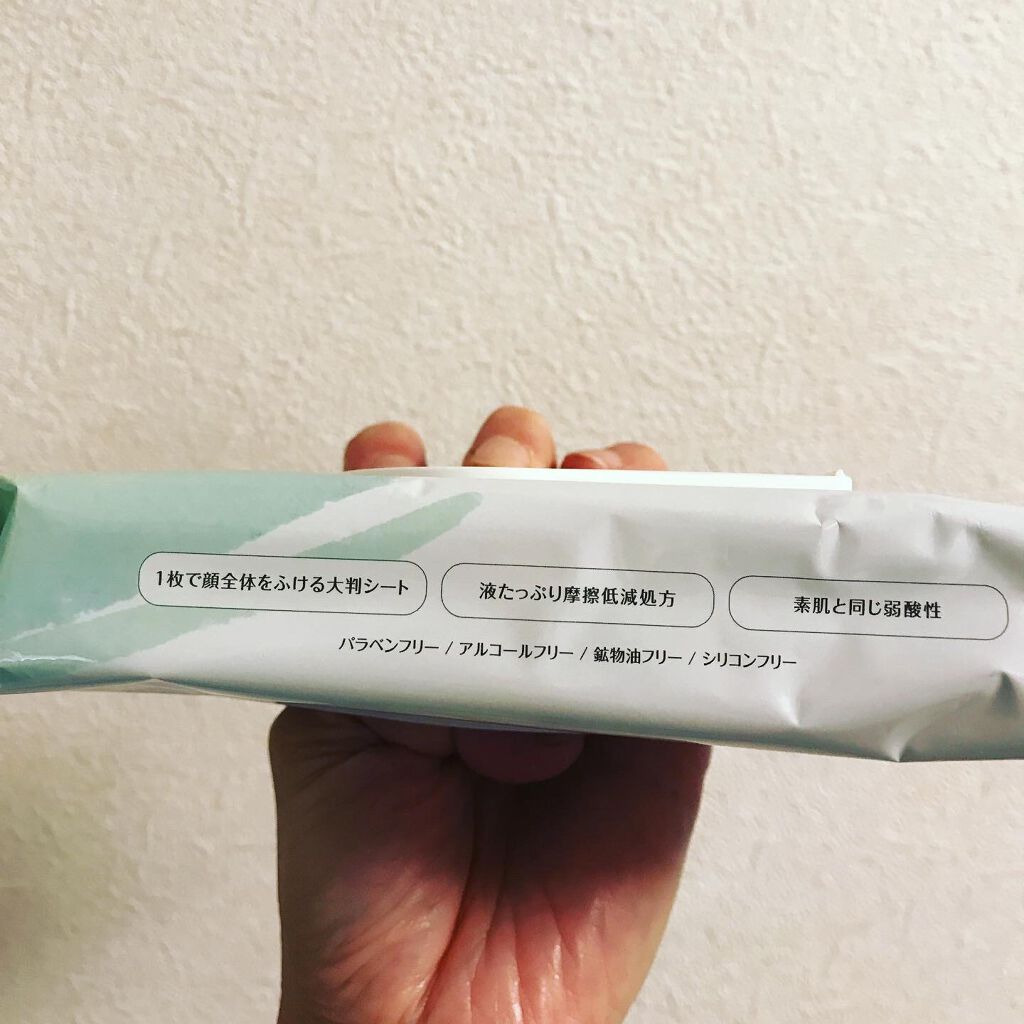 1枚で顔全体をふける大判シート
液たっぷり摩擦低減処方
素肌と同じ弱酸性
パラベンフリー / アルコールフリー / 鉱物油フリー / シリコンフリー